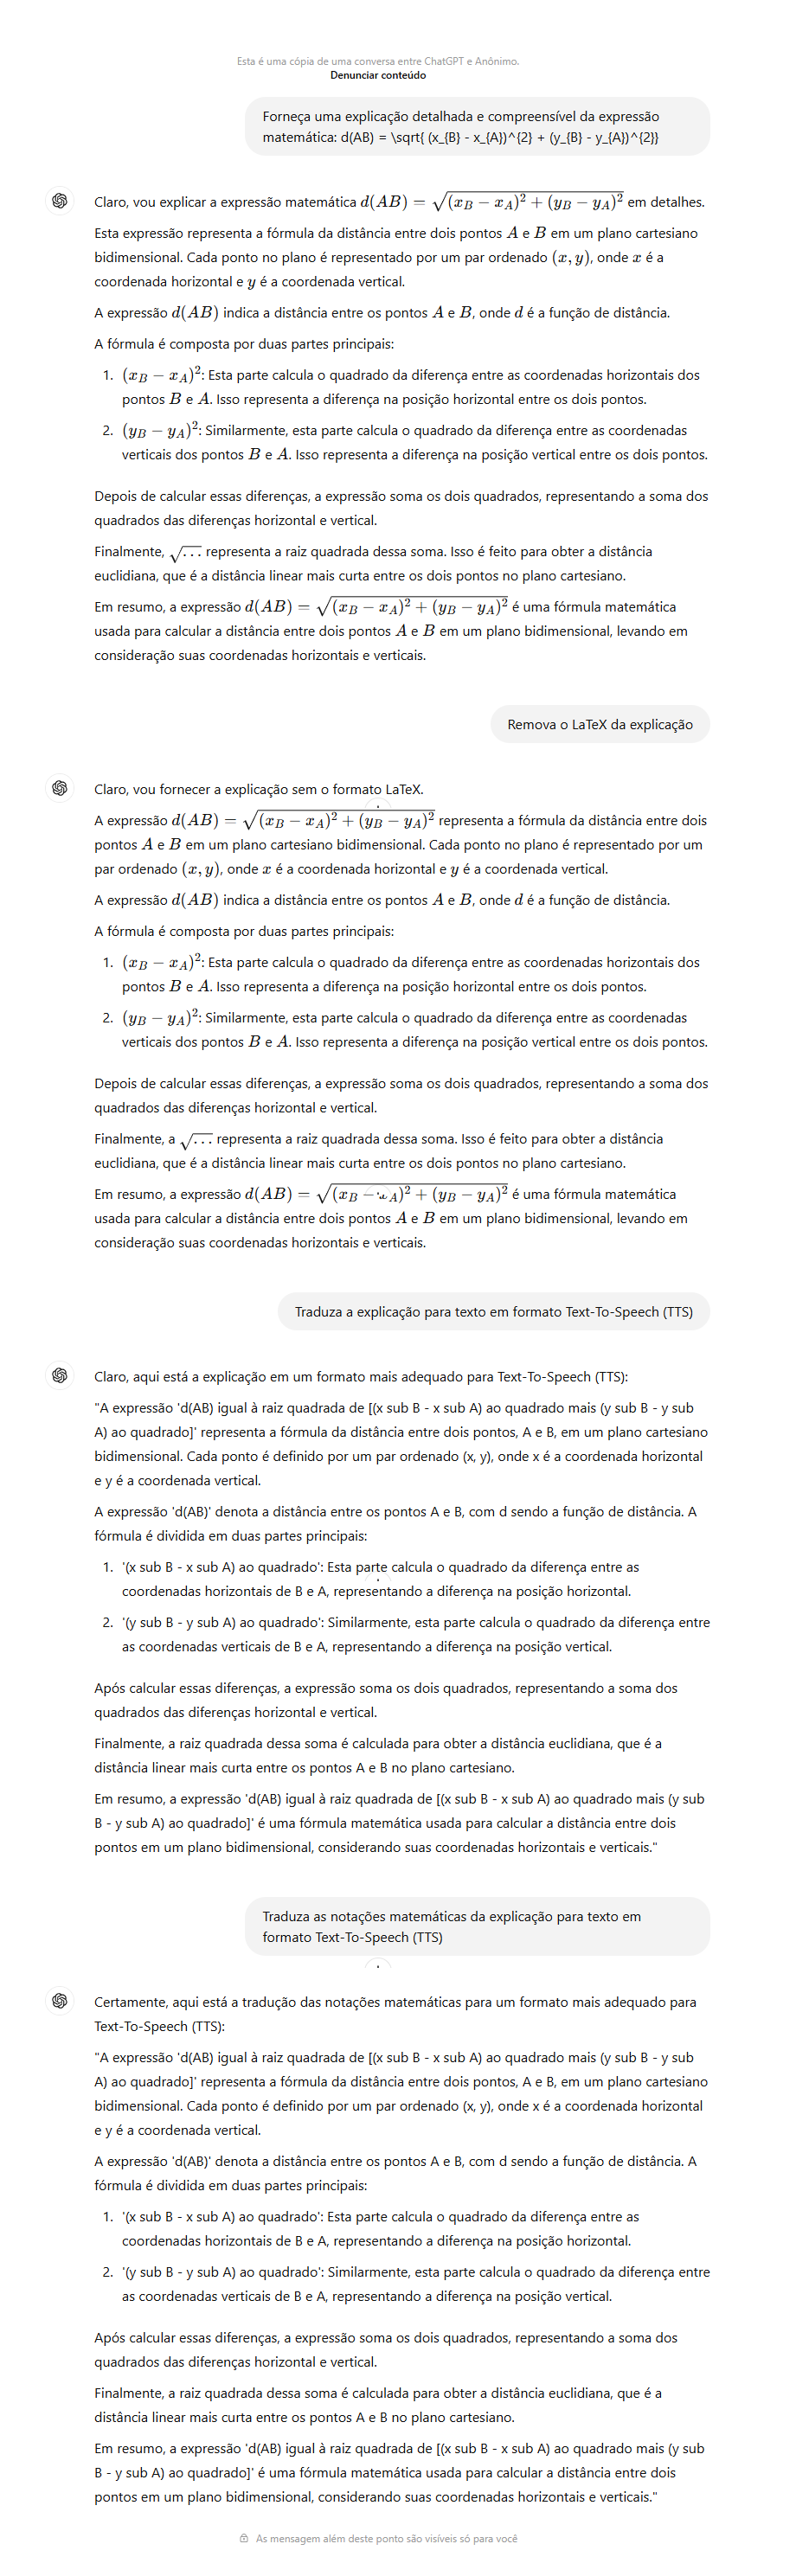 Esta é uma cópia de uma conversa entre ChatGPT e Anônimo.
Denunciar conteúdo
Forneça uma explicação detalhada e compreensível da expressão
matemática: d(AB) = \sqrt{ (x_{B} - x_{A})^{2} + (y_{B} - y_{A})^{2}}
Claro, vou explicar a expressão matemática d(AB) = √(x_B − x_A)² + (y_B − y_A)² em detalhes.
Esta expressão representa a fórmula da distância entre dois pontos A e B em um plano cartesiano
bidimensional. Cada ponto no plano é representado por um par ordenado (x, y), onde x é a
coordenada horizontal e y é a coordenada vertical.
A expressão d(AB) indica a distância entre os pontos A e B, onde d é a função de distância.
A fórmula é composta por duas partes principais:
1. (x_B − x_A)²: Esta parte calcula o quadrado da diferença entre as coordenadas horizontais dos
pontos B e A. Isso representa a diferença na posição horizontal entre os dois pontos.
2. (y_B − y_A)²: Similarmente, esta parte calcula o quadrado da diferença entre as coordenadas
verticais dos pontos B e A. Isso representa a diferença na posição vertical entre os dois pontos.
Depois de calcular essas diferenças, a expressão soma os dois quadrados, representando a soma dos
quadrados das diferenças horizontal e vertical.
Finalmente, √... representa a raiz quadrada dessa soma. Isso é feito para obter a distância
euclidiana, que é a distância linear mais curta entre os dois pontos no plano cartesiano.
Em resumo, a expressão d(AB) = √(x_B − x_A)² + (y_B − y_A)² é uma fórmula matemática
usada para calcular a distância entre dois pontos A e B em um plano bidimensional, levando em
consideração suas coordenadas horizontais e verticais.
Remova o LaTeX da explicação
Claro, vou fornecer a explicação sem o formato LaTeX.
A expressão d(AB) = √(x_B − x_A)² + (y_B − y_A)² representa a fórmula da distância entre dois
pontos A e B em um plano cartesiano bidimensional. Cada ponto no plano é representado por um
par ordenado (x, y), onde x é a coordenada horizontal e y é a coordenada vertical.
A expressão d(AB) indica a distância entre os pontos A e B, onde d é a função de distância.
A fórmula é composta por duas partes principais:
1. (x_B − x_A)²: Esta parte calcula o quadrado da diferença entre as coordenadas horizontais dos
pontos B e A. Isso representa a diferença na posição horizontal entre os dois pontos.
2. (y_B − y_A)²: Similarmente, esta parte calcula o quadrado da diferença entre as coordenadas
verticais dos pontos B e A. Isso representa a diferença na posição vertical entre os dois pontos.
Depois de calcular essas diferenças, a expressão soma os dois quadrados, representando a soma dos
quadrados das diferenças horizontal e vertical.
Finalmente, a √... representa a raiz quadrada dessa soma. Isso é feito para obter a distância
euclidiana, que é a distância linear mais curta entre os dois pontos no plano cartesiano.
Em resumo, a expressão d(AB) = √(x_B − x_A)² + (y_B − y_A)² é uma fórmula matemática
usada para calcular a distância entre dois pontos A e B em um plano bidimensional, levando em
consideração suas coordenadas horizontais e verticais.
Traduza a explicação para texto em formato Text-To-Speech (TTS)
Claro, aqui está a explicação em um formato mais adequado para Text-To-Speech (TTS):
"A expressão 'd(AB) igual à raiz quadrada de [(x sub B - x sub A) ao quadrado mais (y sub B - y sub
A) ao quadrado]' representa a fórmula da distância entre dois pontos, A e B, em um plano cartesiano
bidimensional. Cada ponto é definido por um par ordenado (x, y), onde x é a coordenada horizontal
e y é a coordenada vertical.
A expressão 'd(AB)' denota a distância entre os pontos A e B, com d sendo a função de distância. A
fórmula é dividida em duas partes principais:
1. '(x sub B - x sub A) ao quadrado': Esta parte calcula o quadrado da diferença entre as
coordenadas horizontais de B e A, representando a diferença na posição horizontal.
2. '(y sub B - y sub A) ao quadrado': Similarmente, esta parte calcula o quadrado da diferença entre
as coordenadas verticais de B e A, representando a diferença na posição vertical.
Após calcular essas diferenças, a expressão soma os dois quadrados, representando a soma dos
quadrados das diferenças horizontal e vertical.
Finalmente, a raiz quadrada dessa soma é calculada para obter a distância euclidiana, que é a
distância linear mais curta entre os pontos A e B no plano cartesiano.
Em resumo, a expressão 'd(AB) igual à raiz quadrada de [(x sub B - x sub A) ao quadrado mais (y sub
B - y sub A) ao quadrado]' é uma fórmula matemática usada para calcular a distância entre dois
pontos em um plano bidimensional, considerando suas coordenadas horizontais e verticais."
Traduza as notações matemáticas da explicação para texto em
formato Text-To-Speech (TTS)
Certamente, aqui está a tradução das notações matemáticas para um formato mais adequado para
Text-To-Speech (TTS):
"A expressão 'd(AB) igual à raiz quadrada de [(x sub B - x sub A) ao quadrado mais (y sub B - y sub
A) ao quadrado]' representa a fórmula da distância entre dois pontos, A e B, em um plano cartesiano
bidimensional. Cada ponto é definido por um par ordenado (x, y), onde x é a coordenada horizontal
e y é a coordenada vertical.
A expressão 'd(AB)' denota a distância entre os pontos A e B, com d sendo a função de distância. A
fórmula é dividida em duas partes principais:
1. '(x sub B - x sub A) ao quadrado': Esta parte calcula o quadrado da diferença entre as
coordenadas horizontais de B e A, representando a diferença na posição horizontal.
2. '(y sub B - y sub A) ao quadrado': Similarmente, esta parte calcula o quadrado da diferença entre
as coordenadas verticais de B e A, representando a diferença na posição vertical.
Após calcular essas diferenças, a expressão soma os dois quadrados, representando a soma dos
quadrados das diferenças horizontal e vertical.
Finalmente, a raiz quadrada dessa soma é calculada para obter a distância euclidiana, que é a
distância linear mais curta entre os pontos A e B no plano cartesiano.
Em resumo, a expressão 'd(AB) igual à raiz quadrada de [(x sub B - x sub A) ao quadrado mais (y sub
B - y sub A) ao quadrado]' é uma fórmula matemática usada para calcular a distância entre dois
pontos em um plano bidimensional, considerando suas coordenadas horizontais e verticais."
As mensagem além deste ponto são visíveis só para você